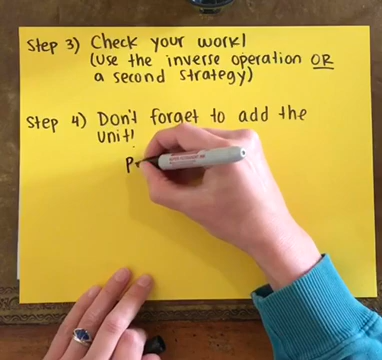 Step 3) Check your work!
(Use the inverse operation OR
a second strategy)
Step 4) Don't forget to add the
unit!